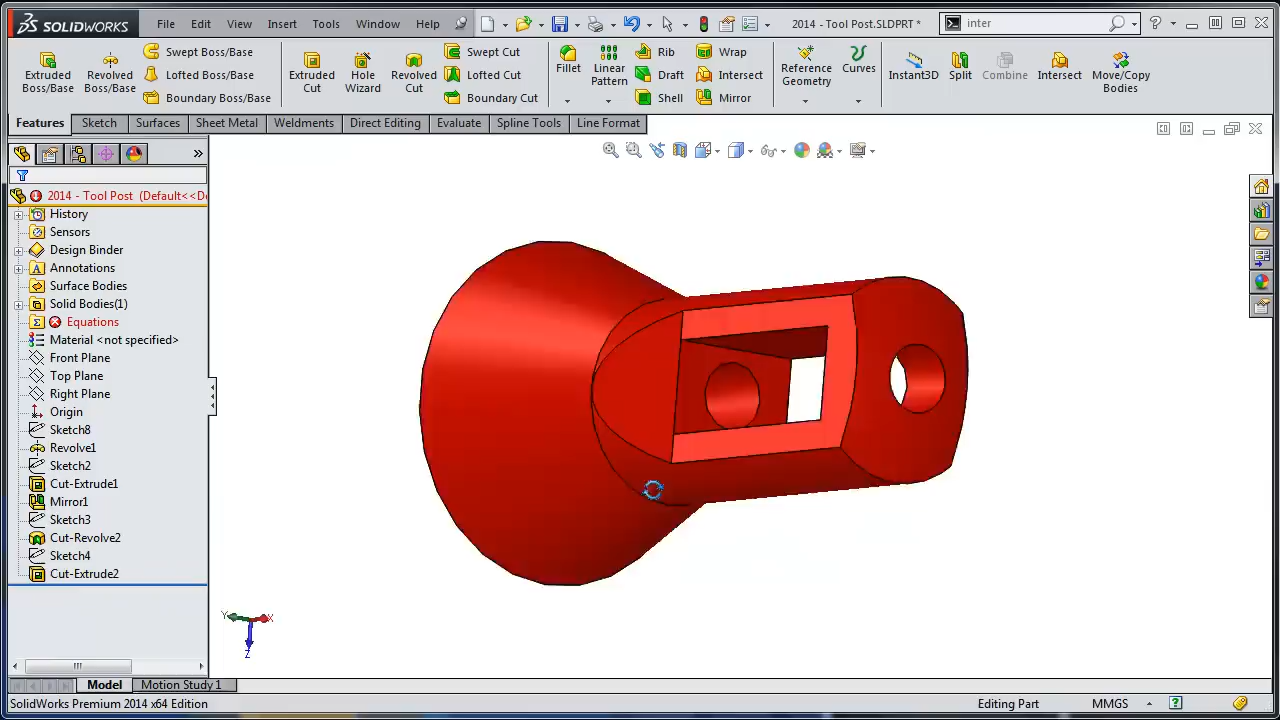 SOLIDWORKS File Edit View Insert Tools Window Help 2014 - Tool Post.SLDPRT * inter
Extruded Boss/Base
Revolved Boss/Base
Swept Boss/Base
Lofted Boss/Base
Boundary Boss/Base
Extruded Cut
Hole Wizard
Revolved Cut
Swept Cut
Lofted Cut
Boundary Cut
Fillet
Linear Pattern
Rib
Draft
Shell
Wrap
Intersect
Mirror
Reference Geometry
Curves
Instant3D
Split
Combine
Intersect
Move/Copy Bodies
Features Sketch Surfaces Sheet Metal Weldments Direct Editing Evaluate Spline Tools Line Format
2014 - Tool Post (Default<<De
History
Sensors
Design Binder
Annotations
Surface Bodies
Solid Bodies(1)
Equations
Material <not specified>
Front Plane
Top Plane
Right Plane
Origin
Sketch8
Revolve1
Sketch2
Cut-Extrude1
Mirror1
Sketch3
Cut-Revolve2
Sketch4
Cut-Extrude2
Y X
Z
Model Motion Study 1
SolidWorks Premium 2014 x64 Edition Editing Part MMGS